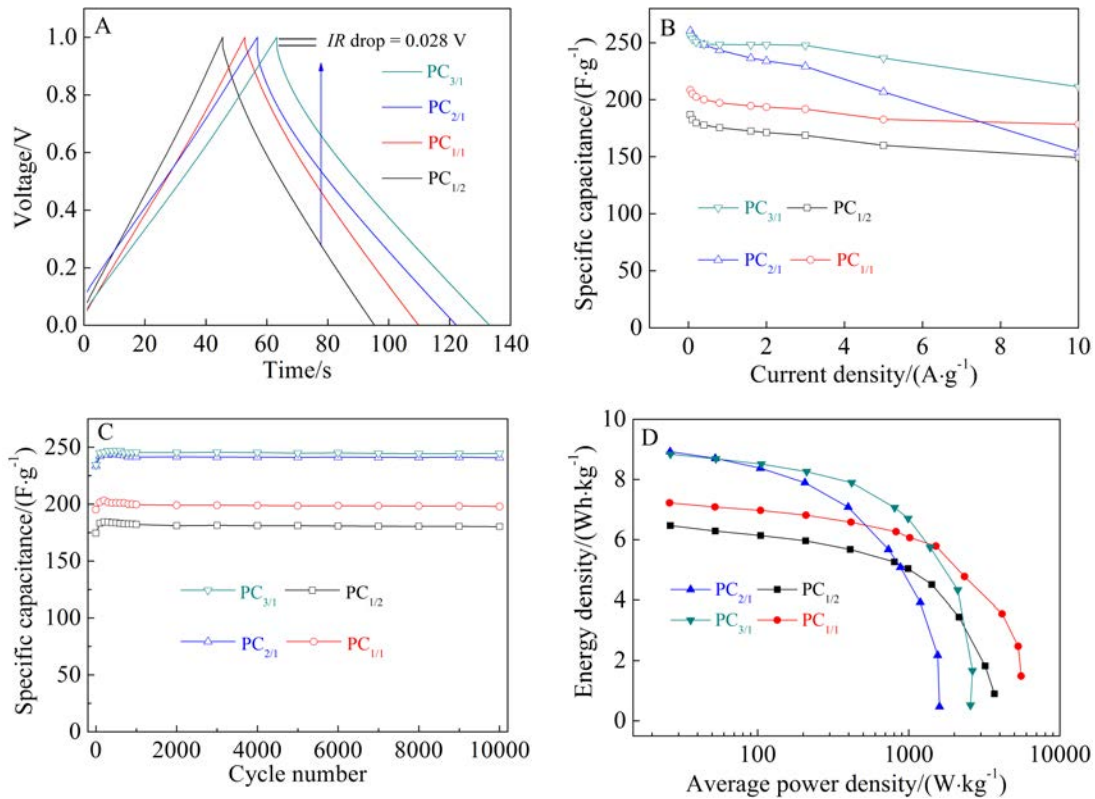 A
IR drop = 0.028 V
PC3/1
PC2/1
PC1/1
PC1/2
1.0
0.8
0.6
0.4
0.2
0.0
Voltage/V
0 20 40 60 80 100 120 140
Time/s
B
250
200
150
100
50
0
Specific capacitance/(F·g-1)
PC3/1 PC1/2
PC2/1 PC1/1
0 2 4 6 8 10
Current density/(A·g-1)
C
250
200
175
150
100
50
0
Specific capacitance/(F·g-1)
PC3/1 PC1/2
PC2/1 PC1/1
0 2000 4000 6000 8000 10000
Cycle number
D
10
8
6
4
2
0
Energy density/(Wh·kg-1)
PC2/1 PC1/2
PC3/1 PC1/1
100 1000 10000
Average power density/(W·kg-1)